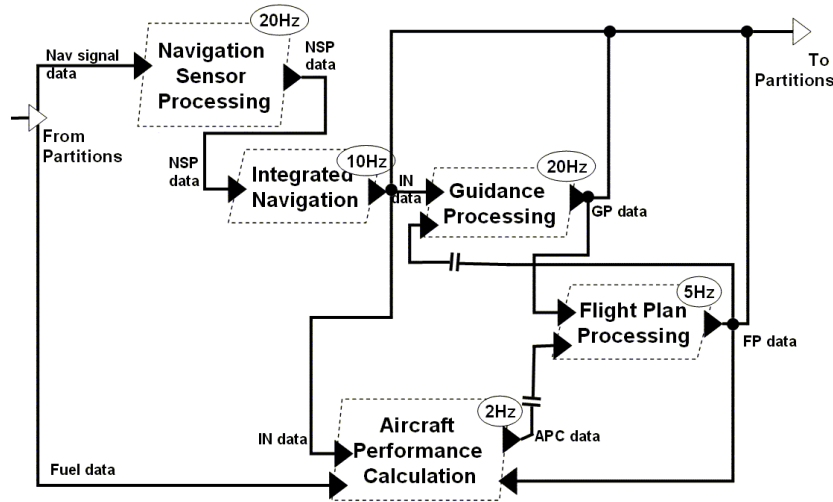 20Hz
Nav signal
data
Navigation
Sensor
Processing
NSP
data
To
Partitions
From
Partitions
NSP
data
10Hz
Integrated
Navigation
IN
data
20Hz
Guidance
Processing
GP data
5Hz
Flight Plan
Processing
FP data
2Hz
Aircraft
Performance
Calculation
IN data
APC data
Fuel data